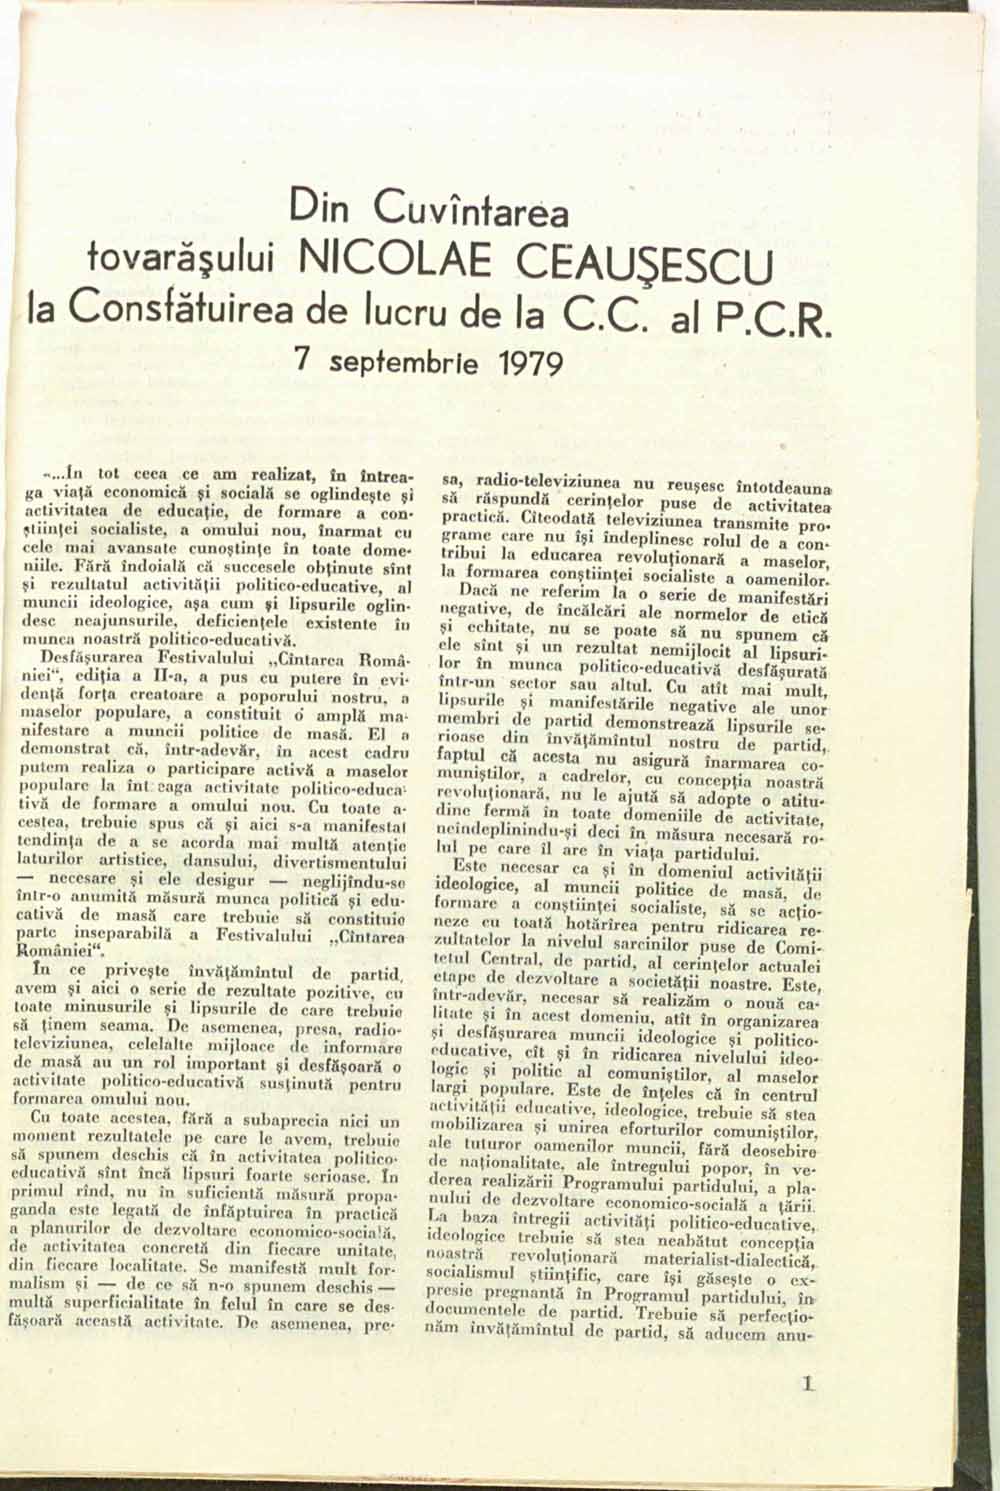 Din Cuvîntarea
tovarăşului NICOLAE CEAUŞESCU
la Consfătuirea de lucru de la C.C. al P.C.R.
7 septembrie 1979
„...În tot ceea ce am realizat, în întrea-
ga viaţă economică şi socială se oglindeşte şi
activitatea de educaţie, de formare a con-
ştiinţei socialiste, a omului nou, înarmat cu
cele mai avansate cunoştinţe în toate dome-
niile. Fără îndoială că succesele obţinute sînt
şi rezultatul activităţii politico-educative, al
muncii ideologice, aşa cum şi lipsurile oglin-
desc neajunsurile, deficienţele existente în
munca noastră politico-educativă.
Desfăşurarea Festivalului „Cîntarea Româ-
niei“, ediţia a II-a, a pus cu putere în evi-
denţă forţa creatoare a poporului nostru, a
maselor populare, a constituit o amplă ma-
nifestare a muncii politice de masă. El a
demonstrat că, într-adevăr, în acest cadru
putem realiza o participare activă a maselor
populare la întreaga activitate politico-educa-
tivă de formare a omului nou. Cu toate a-
cestea, trebuie spus că şi aici s-a manifestat
tendinţa de a se acorda mai multă atenţie
laturilor artistice, dansului, divertismentului
— necesare şi ele desigur — neglijîndu-se
într-o anumită măsură munca politică şi edu-
cativă de masă care trebuie să constituie
parte inseparabilă a Festivalului „Cîntarea
României“.
În ce priveşte învăţămîntul de partid,
avem şi aici o serie de rezultate pozitive, cu
toate minusurile şi lipsurile de care trebuie
să ţinem seama. De asemenea, presa, radio-
televiziunea, celelalte mijloace de informare
de masă au un rol important şi desfăşoară o
activitate politico-educativă susţinută pentru
formarea omului nou.
Cu toate acestea, fără a subaprecia nici un
moment rezultatele pe care le avem, trebuie
să spunem deschis că în activitatea politico-
educativă sînt încă lipsuri foarte serioase. În
primul rînd, nu în suficientă măsură propa-
ganda este legată de înfăptuirea în practică
a planurilor de dezvoltare economico-socială,
de activitatea concretă din fiecare unitate,
din fiecare localitate. Se manifestă mult for-
malism şi — de ce să n-o spunem deschis —
multă superficialitate în felul în care se des-
făşoară această activitate. De asemenea, pre-
sa, radio-televiziunea nu reuşesc întotdeauna
să răspundă cerinţelor puse de activitatea
practică. Cîteodată televiziunea transmite pro-
grame care nu îşi îndeplinesc rolul de a con-
tribui la educarea revoluţionară a maselor,
la formarea conştiinţei socialiste a oamenilor.
Dacă ne referim la o serie de manifestări
negative, de încălcări ale normelor de etică
şi echitate, nu se poate să nu spunem că
ele sînt şi un rezultat nemijlocit al lipsuri-
lor în munca politico-educativă desfăşurată
într-un sector sau altul. Cu atît mai mult,
lipsurile şi manifestările negative ale unor
membri de partid demonstrează lipsurile se-
rioase din învăţămîntul nostru de partid,
faptul că acesta nu asigură înarmarea co-
muniştilor, a cadrelor, cu concepţia noastră
revoluţionară, nu le ajută să adopte o atitu-
dine fermă în toate domeniile de activitate,
neîndeplinindu-şi deci în măsura necesară ro-
lul pe care îl are în viaţa partidului.
Este necesar ca şi în domeniul activităţii
ideologice, al muncii politice de masă, de
formare a conştiinţei socialiste, să se acţio-
neze cu toată hotărîrea pentru ridicarea re-
zultatelor la nivelul sarcinilor puse de Comi-
tetul Central, de partid, al cerinţelor actualei
etape de dezvoltare a societăţii noastre. Este,
într-adevăr, necesar să realizăm o nouă ca-
litate şi în acest domeniu, atît în organizarea
şi desfăşurarea muncii ideologice şi politico-
educative, cît şi în ridicarea nivelului ideo-
logic şi politic al comuniştilor, al maselor
largi populare. Este de înţeles că în centrul
activităţii educative, ideologice, trebuie să stea
mobilizarea şi unirea eforturilor comuniştilor,
ale tuturor oamenilor muncii, fără deosebire
de naţionalitate, ale întregului popor, în ve-
derea realizării Programului partidului, a pla-
nului de dezvoltare economico-socială a ţării.
La baza întregii activităţi politico-educative,
ideologice trebuie să stea neabătut concepţia
noastră revoluţionară materialist-dialectică,
socialismul ştiinţific, care îşi găseşte o ex-
presie pregnantă în Programul partidului, în
documentele de partid. Trebuie să perfecţio-
năm învăţămîntul de partid, să aducem anu-
1